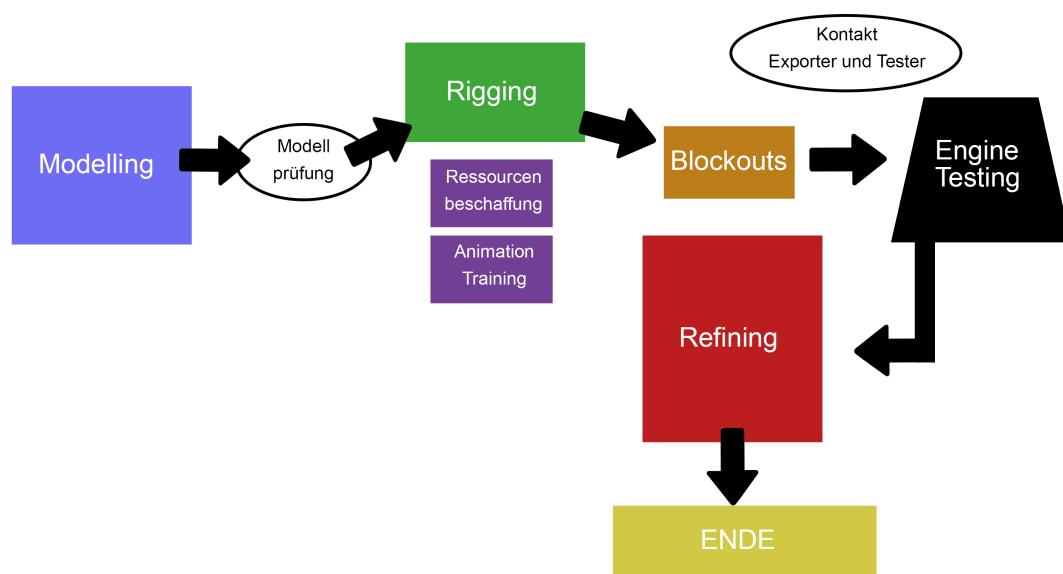 Modelling
Modell
prüfung
Rigging
Ressourcen
beschaffung
Animation
Training
Blockouts
Kontakt
Exporter und Tester
Engine
Testing
Refining
ENDE